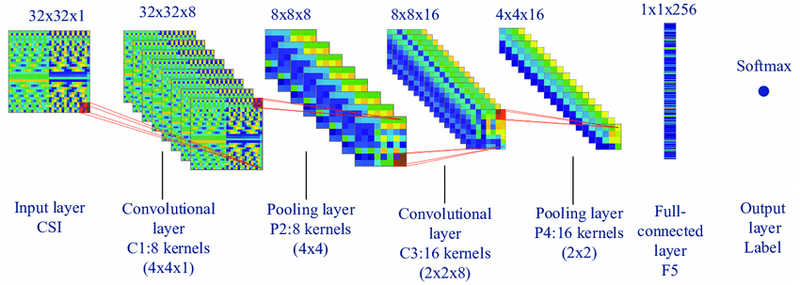 32x32x1
32x32x8
8x8x8
8x8x16
4x4x16
1x1x256
Softmax
Input layer
CSI
Convolutional
layer
C1:8 kernels
(4x4x1)
Pooling layer
P2:8 kernels
(4x4)
Convolutional
layer
C3:16 kernels
(2x2x8)
Pooling layer
P4:16 kernels
(2x2)
Full-
connected
layer
F5
Output
layer
Label